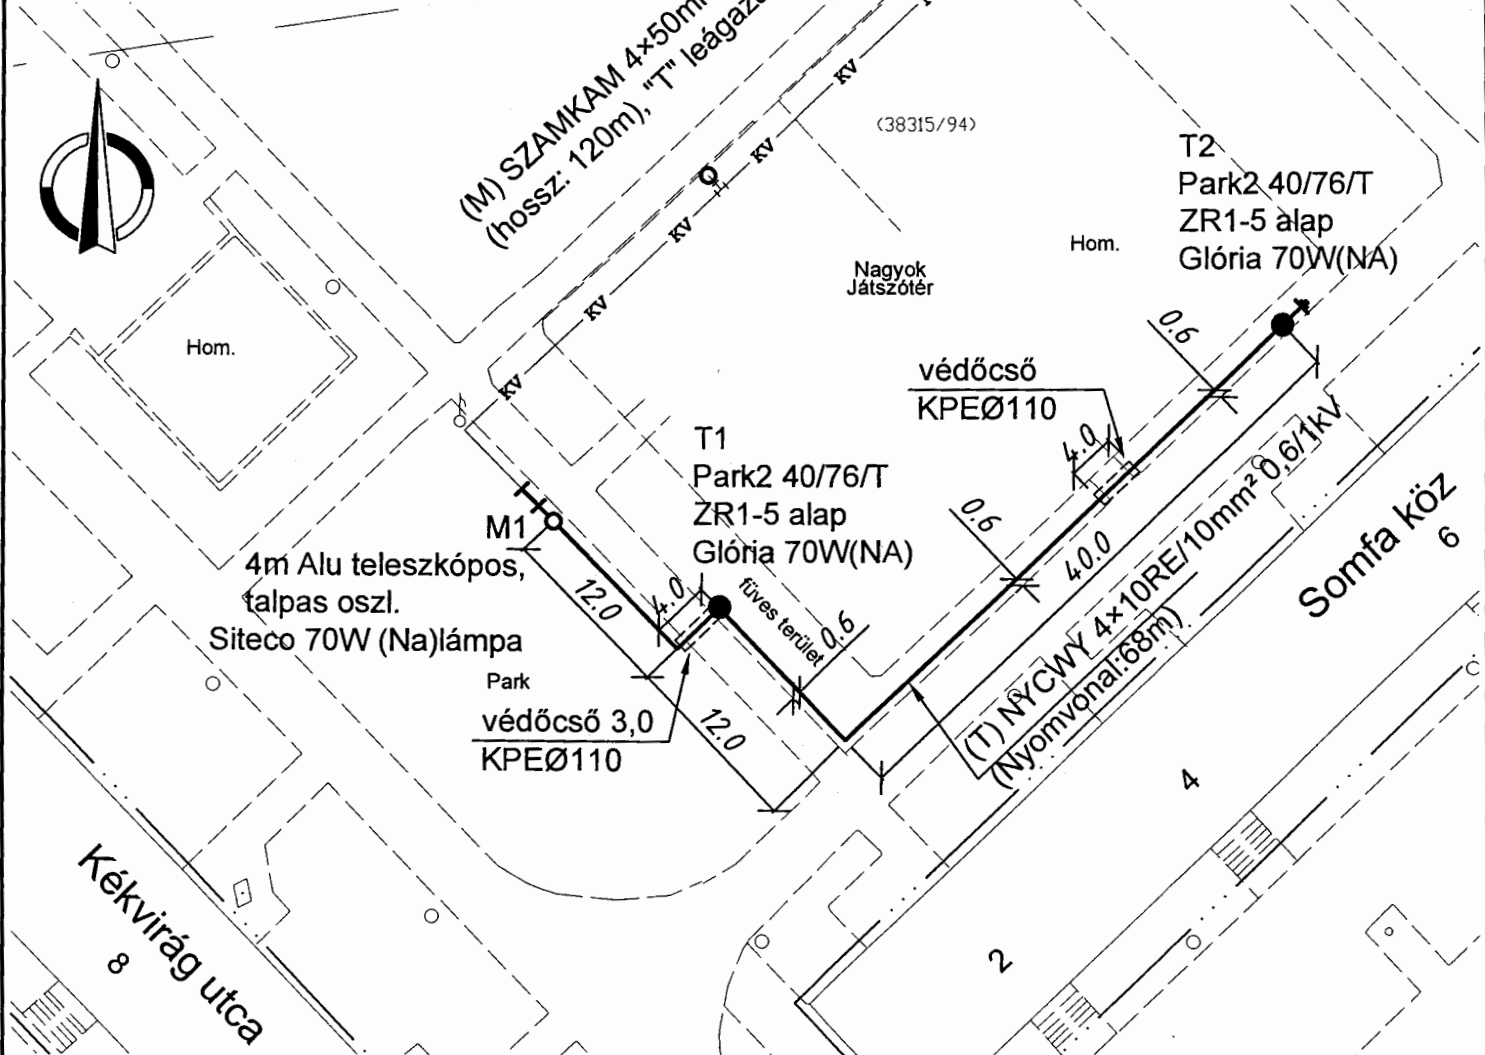 (M) SZAMKAM 4×50m
(hossz: 120m), "T" leágaz
KV
KV
KV
KV
KV
(38315/94)
T2
Park2 40/76/T
ZR1-5 alap
Glória 70W(NA)
Hom.
Nagyok
Játszótér
Hom.
0.6
védőcső
KPEØ110
4.0
T1
Park2 40/76/T
ZR1-5 alap
Glória 70W(NA)
0.6
40.0
M1
4m Alu teleszkópos,
talpas oszl.
Siteco 70W (Na)lámpa
12.0
4.0
füves terület
0.6
Park
védőcső 3,0
KPEØ110
12.0
(T) NYCWY 4×10RE/10mm² 0,6/1kV
(Nyomvonal:68m)
Somfa köz
6
4
2
Kékvirág utca
8